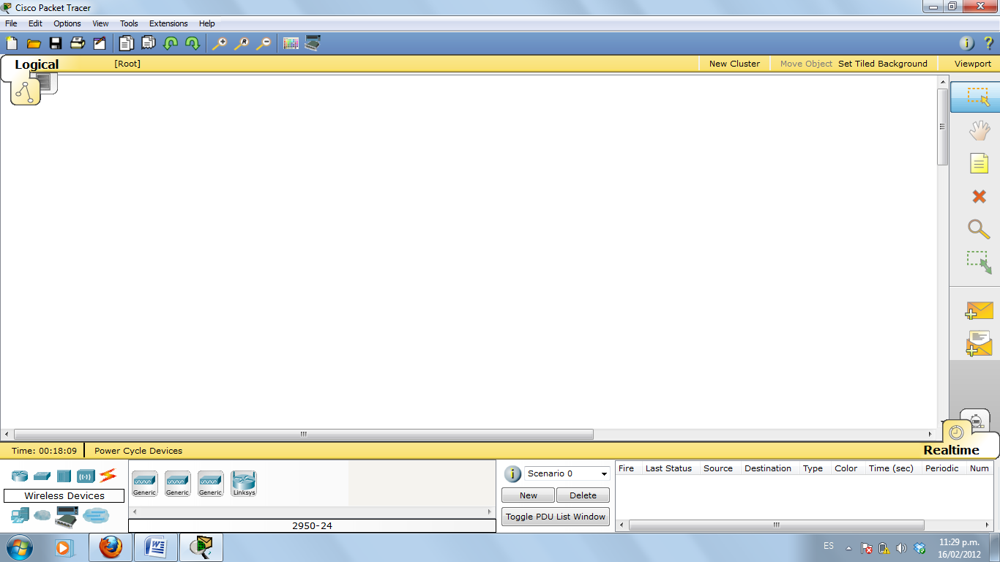 Cisco Packet Tracer
File Edit Options View Tools Extensions Help
Logical [Root] New Cluster Move Object Set Tiled Background Viewport
Time: 00:18:09 Power Cycle Devices Realtime
Wireless Devices
Generic Generic Generic Linksys
2950-24
Scenario 0
New Delete
Toggle PDU List Window
Fire Last Status Source Destination Type Color Time (sec) Periodic Num
ES 11:29 p.m.
16/02/2012